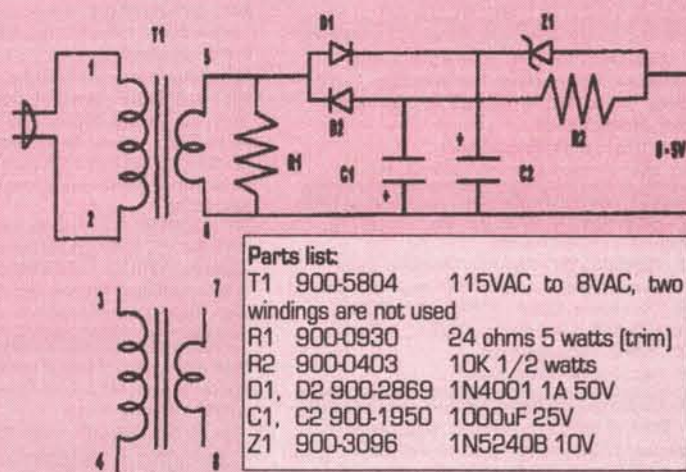 T1
D1
Z1
1
5
D2
R2
R1
C1
+
+
C2
2
6
3
7
4
8
Parts list:
T1 900-5804 115VAC to 8VAC, two
windings are not used
R1 900-0930 24 ohms 5 watts (trim)
R2 900-0403 10K 1/2 watts
D1, D2 900-2869 1N4001 1A 50V
C1, C2 900-1950 1000uF 25V
Z1 900-3096 1N5240B 10V